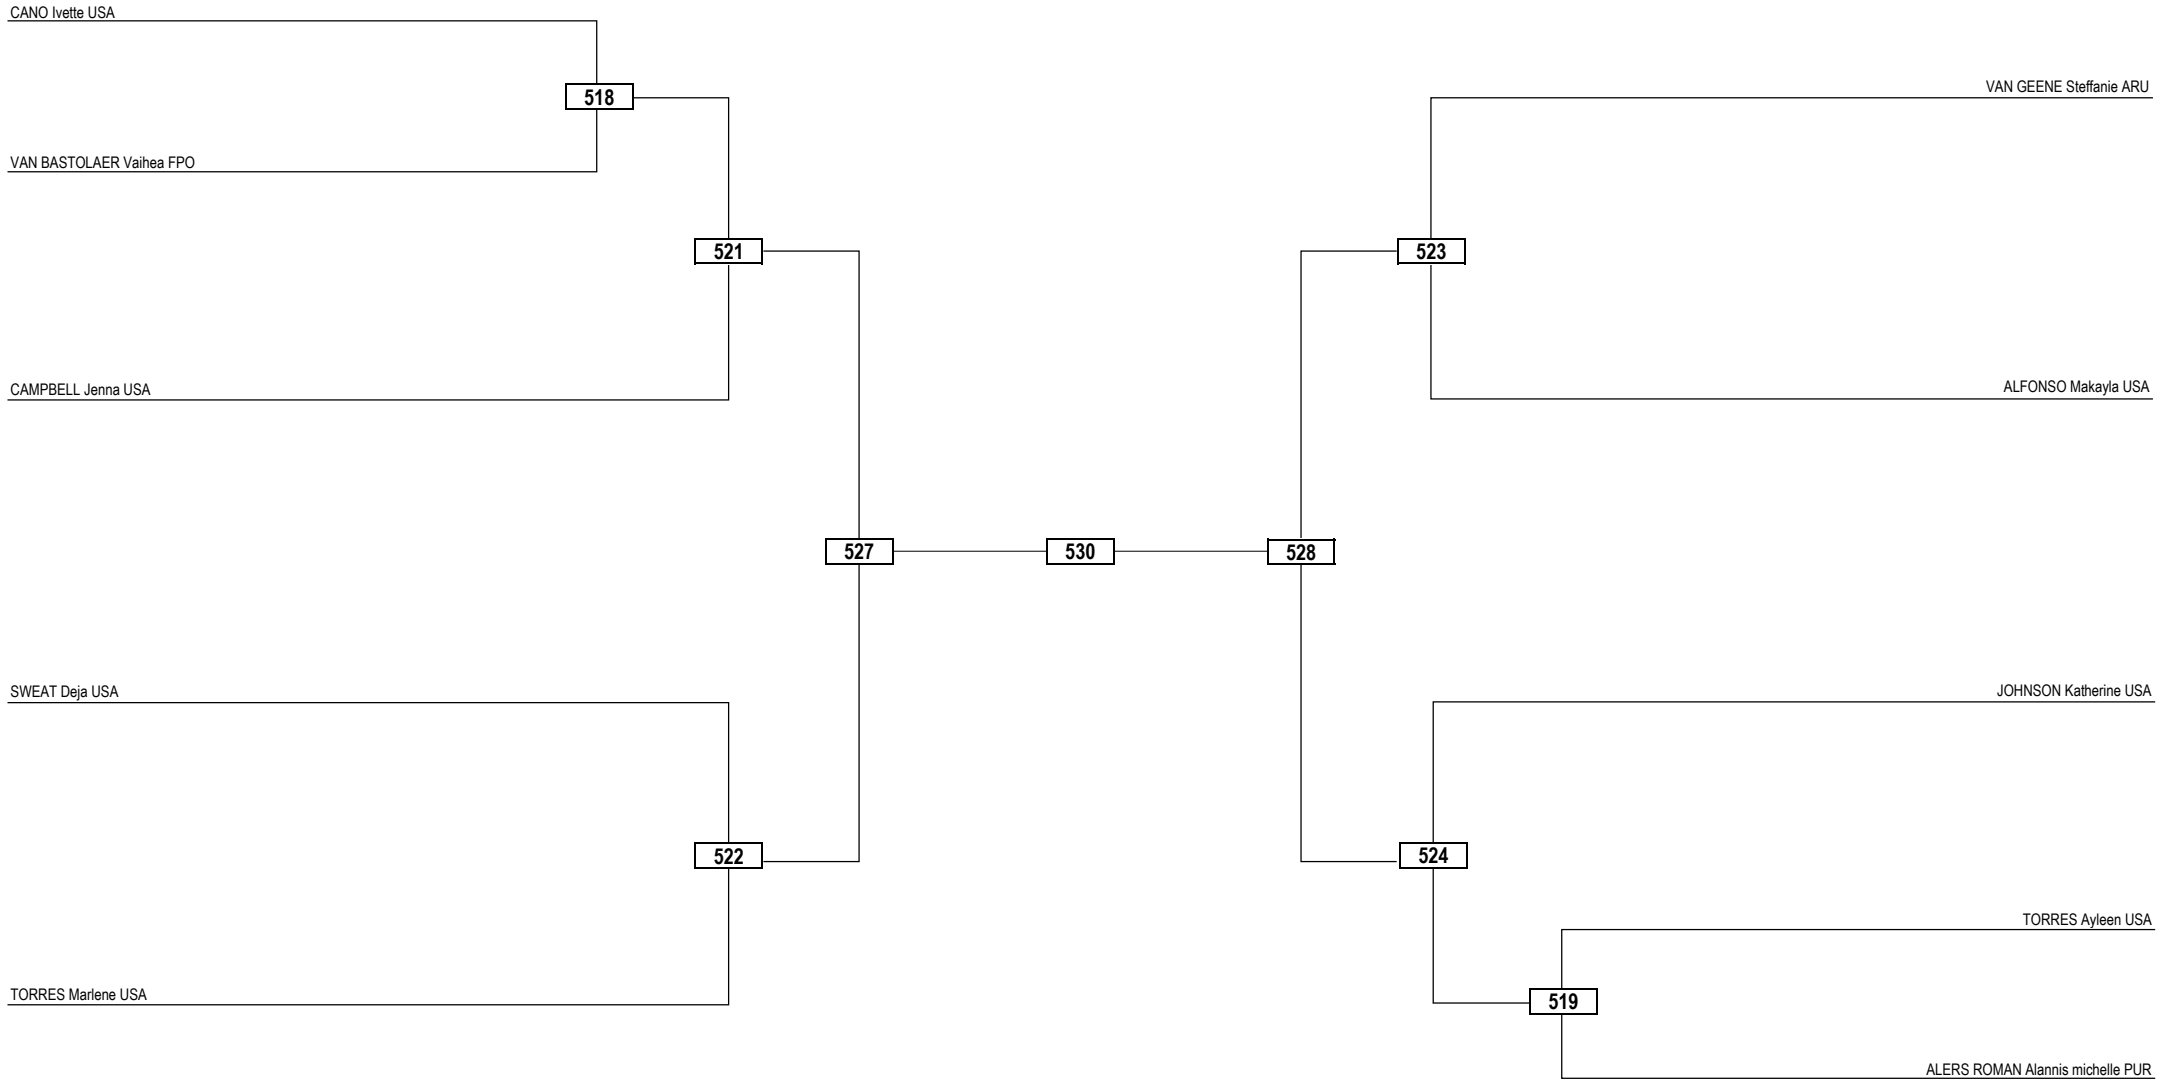 CANO Ivette USA
518
VAN GEENE Steffanie ARU
VAN BASTOLAER Vaihea FPO
521
523
CAMPBELL Jenna USA
ALFONSO Makayla USA
527
530
528
SWEAT Deja USA
JOHNSON Katherine USA
522
524
TORRES Ayleen USA
TORRES Marlene USA
519
ALERS ROMAN Alannis michelle PUR